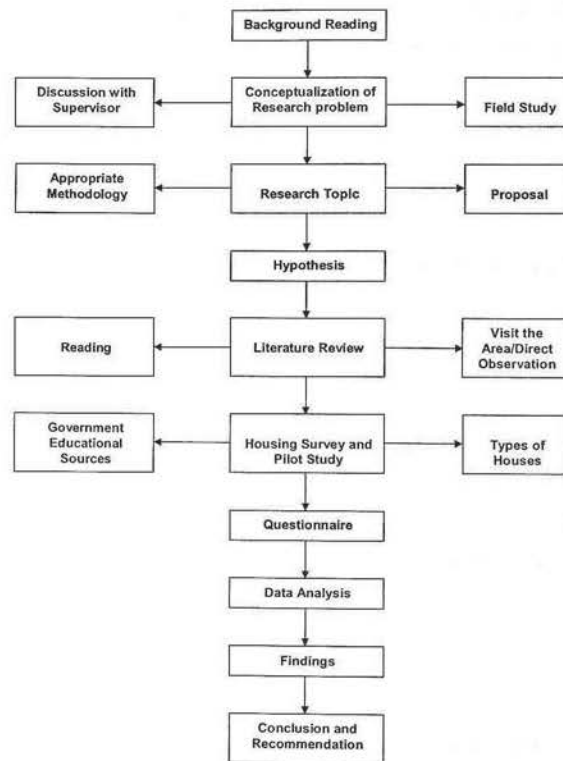 Background Reading
Discussion with
Supervisor
Conceptualization of
Research problem
Field Study
Appropriate
Methodology
Research Topic
Proposal
Hypothesis
Reading
Literature Review
Visit the
Area/Direct
Observation
Government
Educational
Sources
Housing Survey and
Pilot Study
Types of
Houses
Questionnaire
Data Analysis
Findings
Conclusion and
Recommendation